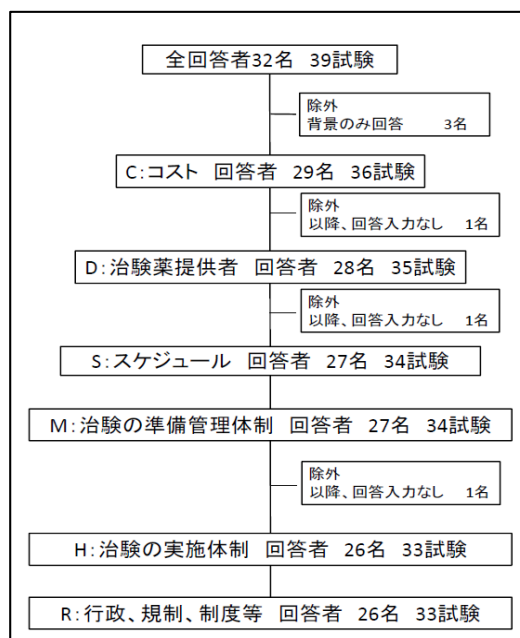 全回答者32名 39試験
除外
背景のみ回答 3名
C:コスト 回答者 29名 36試験
除外
以降、回答入力なし 1名
D:治験薬提供者 回答者 28名 35試験
除外
以降、回答入力なし 1名
S:スケジュール 回答者 27名 34試験
M:治験の準備管理体制 回答者 27名 34試験
除外
以降、回答入力なし 1名
H:治験の実施体制 回答者 26名 33試験
R:行政、規制、制度等 回答者 26名 33試験